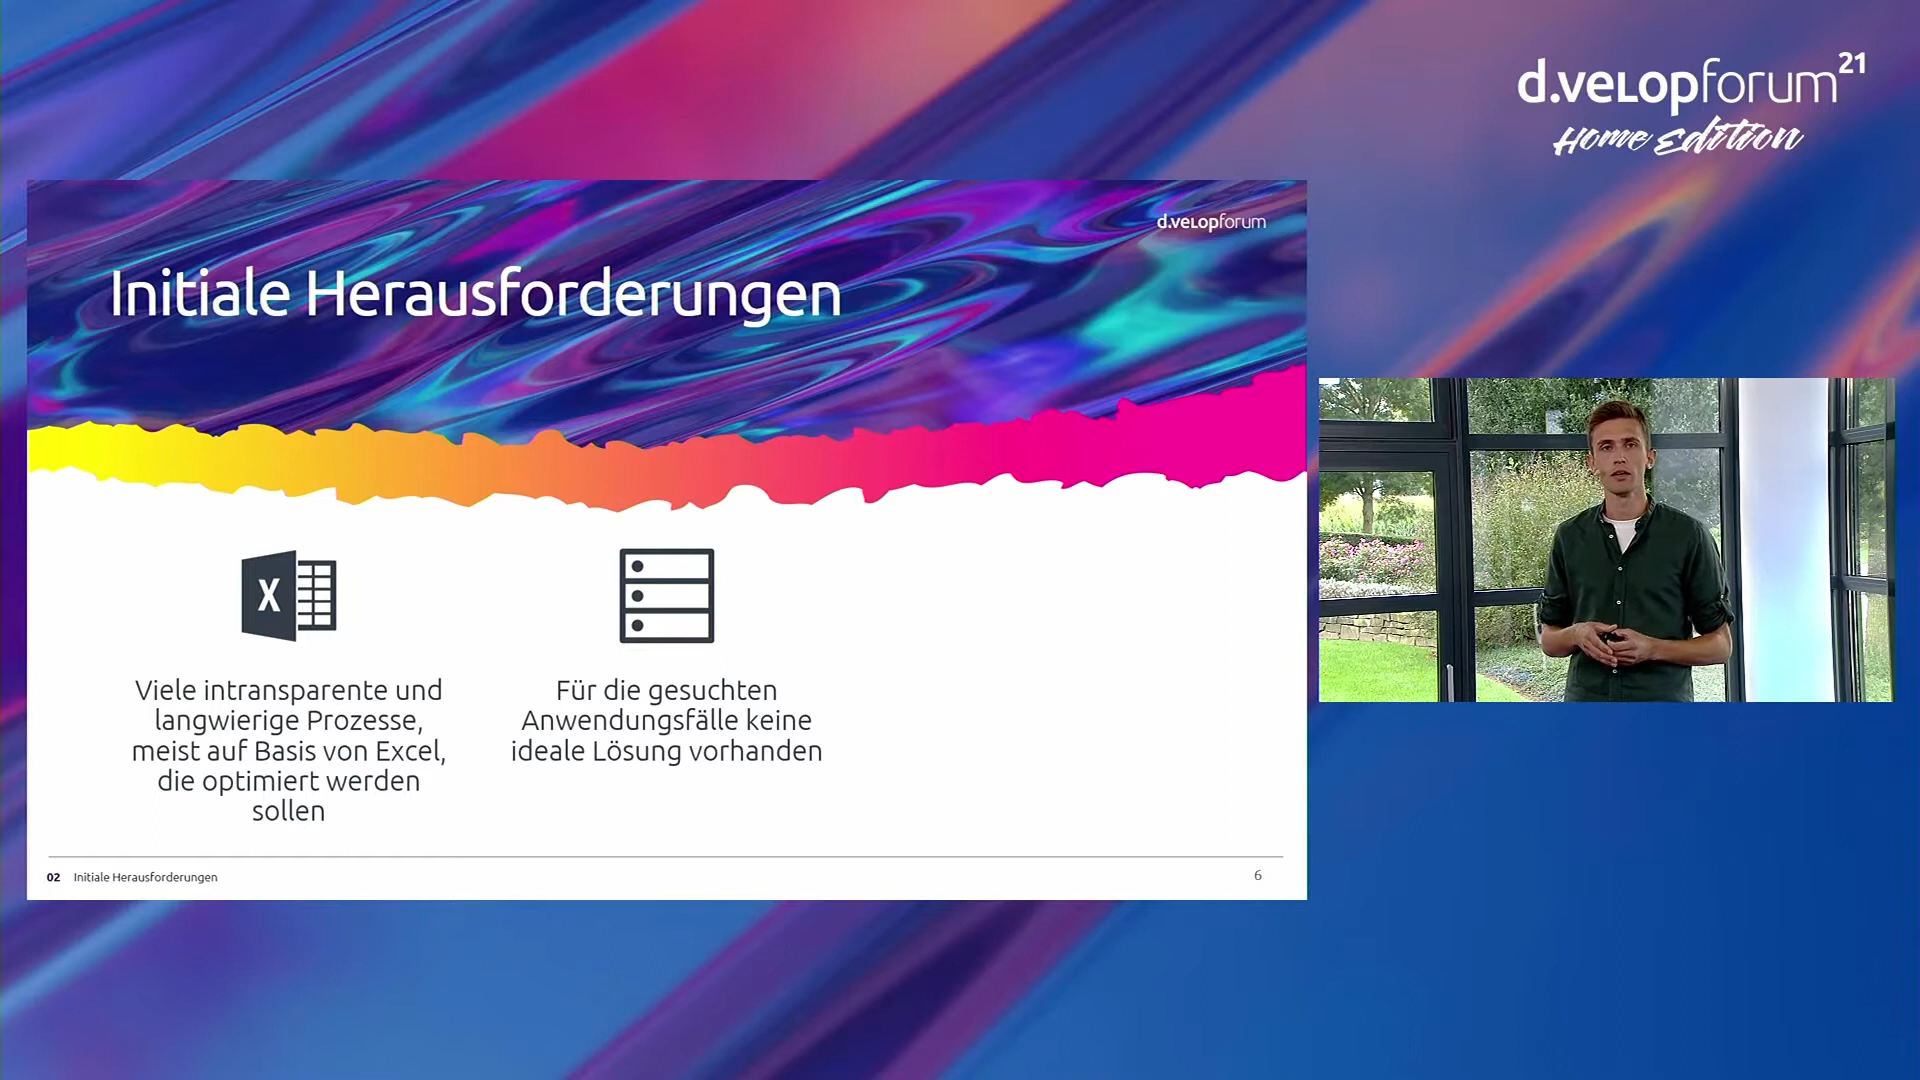 d.velopforum21
Home Edition
d.velopforum
Initiale Herausforderungen
X
Viele intransparente und
langwierige Prozesse,
meist auf Basis von Excel,
die optimiert werden
sollen
Für die gesuchten
Anwendungsfälle keine
ideale Lösung vorhanden
02 Initiale Herausforderungen
6